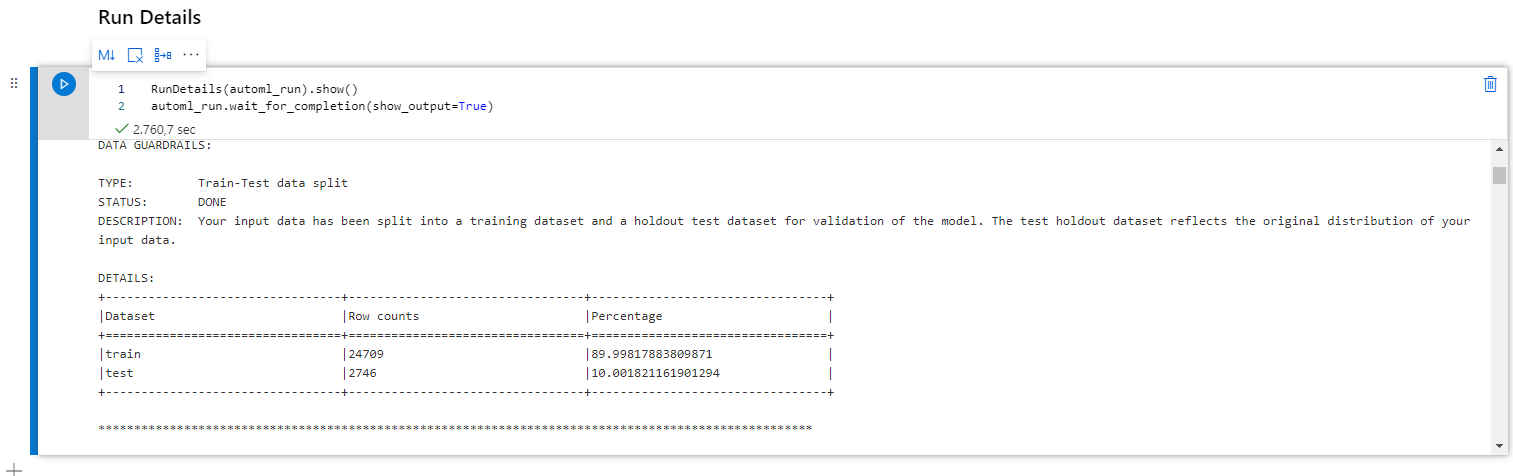 Run Details
M↓ ···
1 RunDetails(automl_run).show()
2 automl_run.wait_for_completion(show_output=True)
2.760,7 sec
DATA GUARDRAILS:
TYPE: Train-Test data split
STATUS: DONE
DESCRIPTION: Your input data has been split into a training dataset and a holdout test dataset for validation of the model. The test holdout dataset reflects the original distribution of your
input data.
DETAILS:
+---------------------------------+---------------------------------+---------------------------------+
|Dataset |Row counts |Percentage |
+=================================+=================================+=================================+
|train |24709 |89.99817883809871 |
|test |2746 |10.001821161901294 |
+---------------------------------+---------------------------------+---------------------------------+
****************************************************************************************************